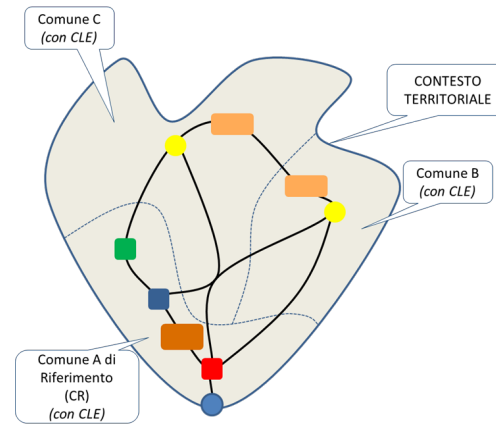 Comune C
(con CLE)
CONTESTO
TERRITORIALE
Comune B
(con CLE)
Comune A di
Riferimento
(CR)
(con CLE)